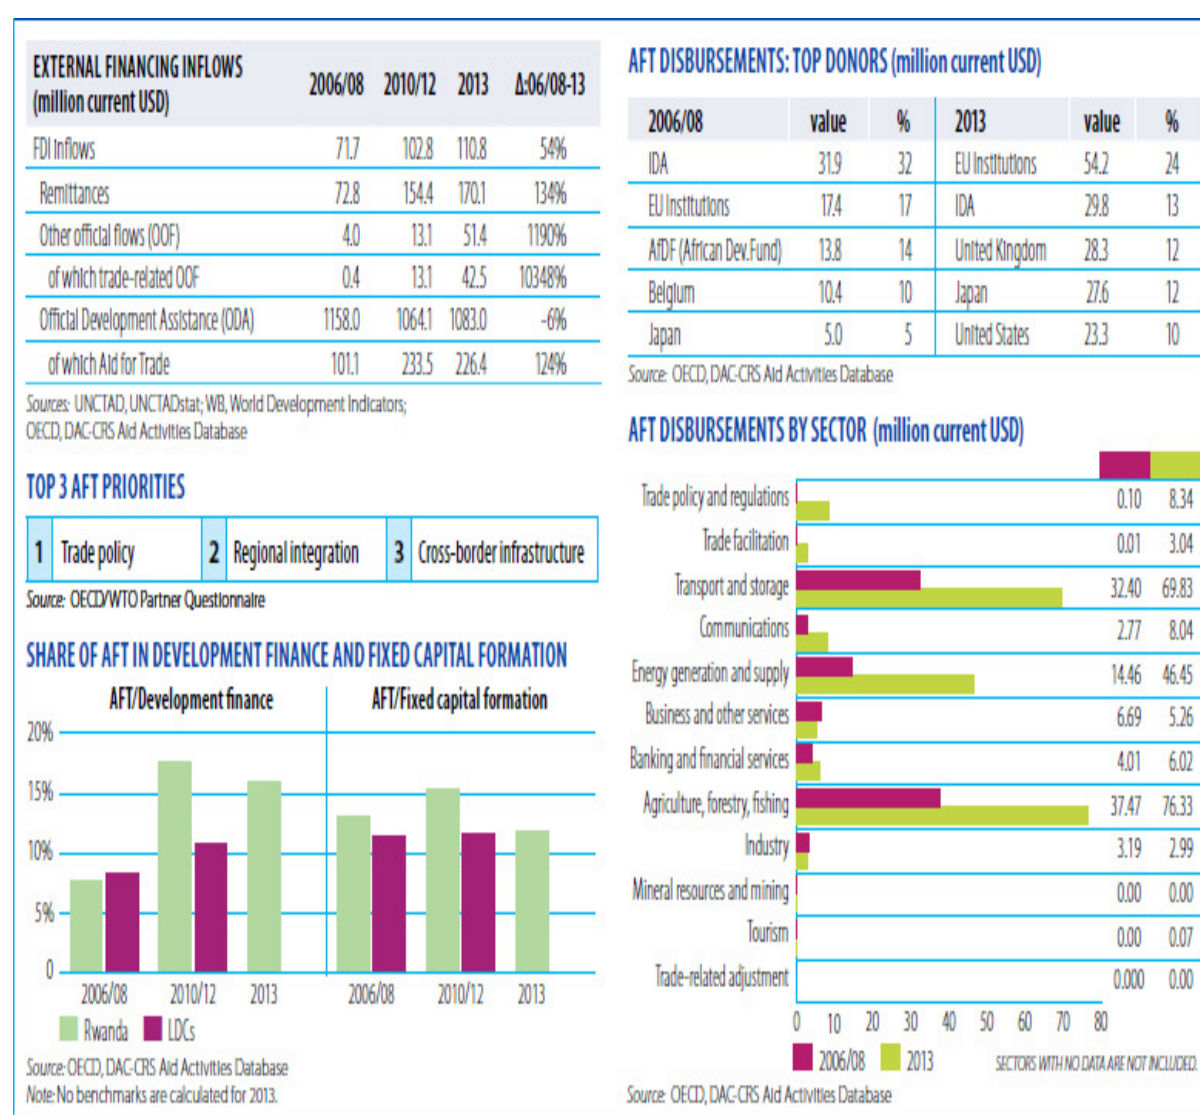 EXTERNAL FINANCING INFLOWS
(million current USD) 2006/08 2010/12 2013 Δ:06/08-13
FDI Inflows 71.7 102.8 110.8 54%
Remittances 72.8 154.4 170.1 134%
Other official flows (OOF) 4.0 13.1 51.4 1190%
of which trade-related OOF 0.4 13.1 42.5 10348%
Official Development Assistance (ODA) 1158.0 1064.1 1083.0 -6%
of which Aid for Trade 101.1 233.5 226.4 124%
Sources: UNCTAD, UNCTADstat; WB, World Development Indicators;
OECD, DAC-CRS Aid Activities Database
TOP 3 AFT PRIORITIES
1 Trade policy 2 Regional integration 3 Cross-border infrastructure
Source: OECD/WTO Partner Questionnaire
SHARE OF AFT IN DEVELOPMENT FINANCE AND FIXED CAPITAL FORMATION
AFT/Development finance AFT/Fixed capital formation
20%
15%
10%
5%
0
2006/08 2010/12 2013 2006/08 2010/12 2013
Rwanda LDCs
Source: OECD, DAC-CRS Aid Activities Database
Note: No benchmarks are calculated for 2013.
AFT DISBURSEMENTS: TOP DONORS (million current USD)
2006/08 value % 2013 value %
IDA 31.9 32 EU Institutions 54.2 24
EU Institutions 17.4 17 IDA 29.8 13
AfDF (African Dev.Fund) 13.8 14 United Kingdom 28.3 12
Belgium 10.4 10 Japan 27.6 12
Japan 5.0 5 United States 23.3 10
Source: OECD, DAC-CRS Aid Activities Database
AFT DISBURSEMENTS BY SECTOR (million current USD)
Trade policy and regulations 0.10 8.34
Trade facilitation 0.01 3.04
Transport and storage 32.40 69.83
Communications 2.77 8.04
Energy generation and supply 14.46 46.45
Business and other services 6.69 5.26
Banking and financial services 4.01 6.02
Agriculture, forestry, fishing 37.47 76.33
Industry 3.19 2.99
Mineral resources and mining 0.00 0.00
Tourism 0.00 0.07
Trade-related adjustment 0.000 0.00
0 10 20 30 40 50 60 70 80
2006/08 2013 SECTORS WITH NO DATA ARE NOT INCLUDED.
Source: OECD, DAC-CRS Aid Activities Database